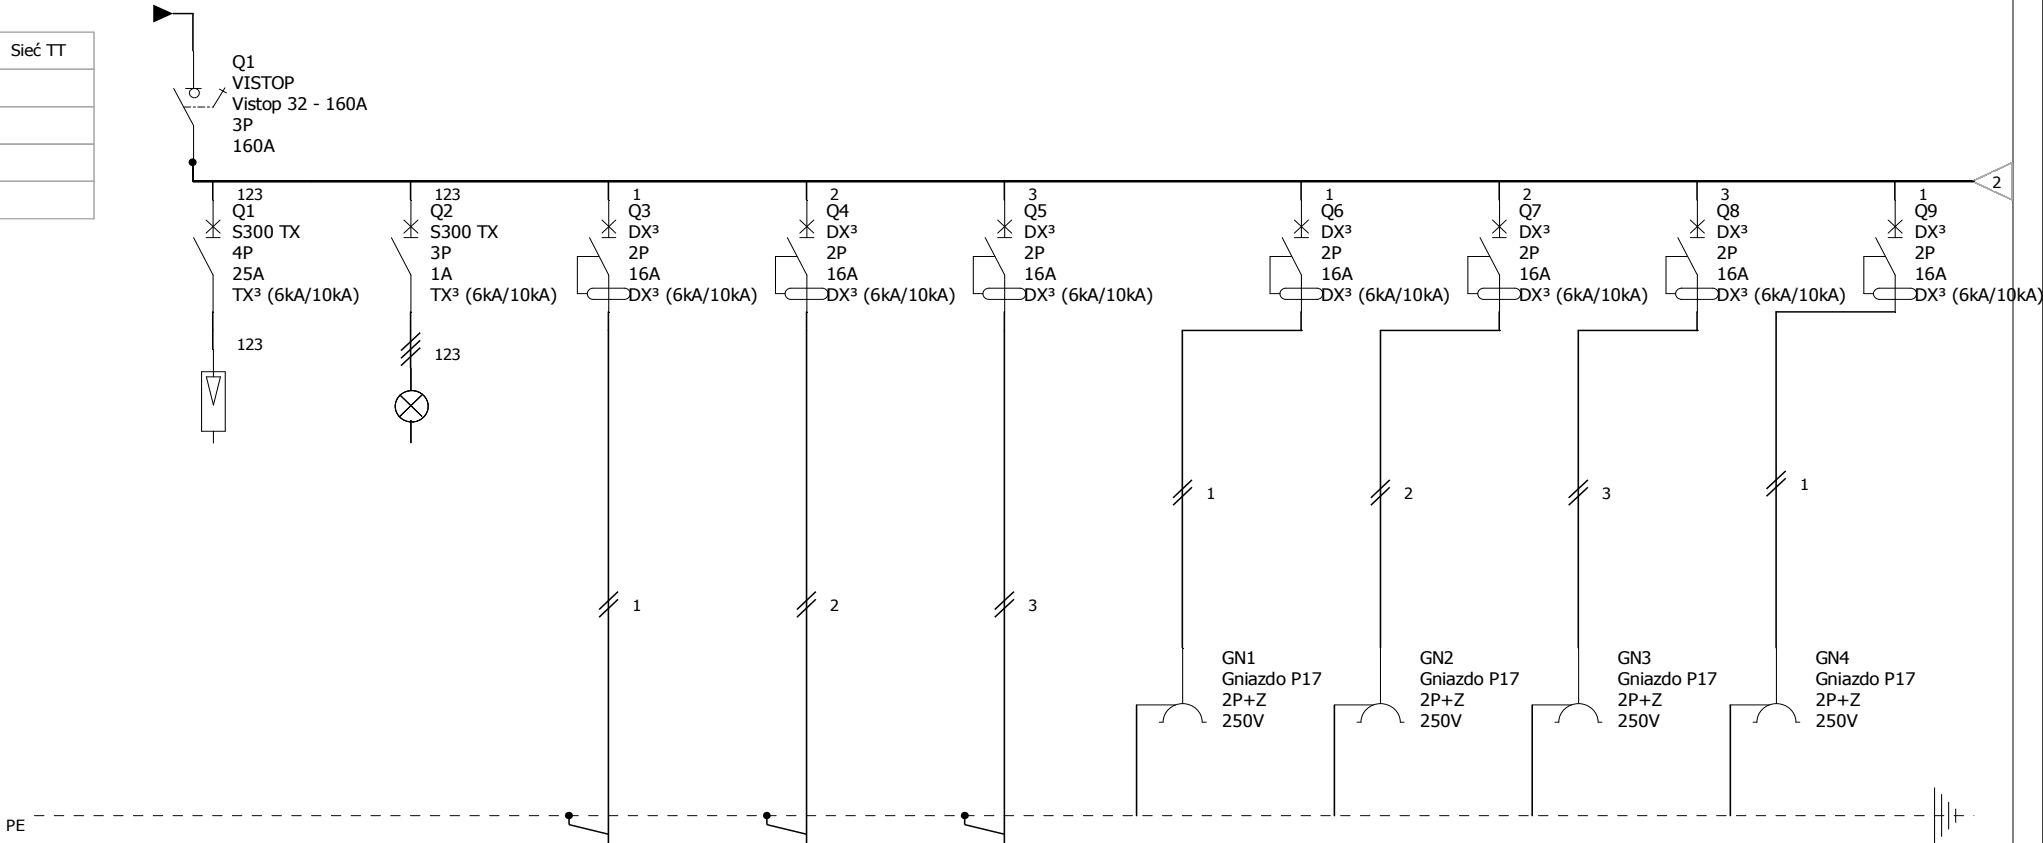 Sieć TT
Q1
VISTOP
Vistop 32 - 160A
3P
160A
2
123
Q1
S300 TX
4P
25A
TX³ (6kA/10kA)
123
123
Q2
S300 TX
3P
1A
TX³ (6kA/10kA)
123
1
Q3
DX³
2P
16A
DX³ (6kA/10kA)
1
2
Q4
DX³
2P
16A
DX³ (6kA/10kA)
2
3
Q5
DX³
2P
16A
DX³ (6kA/10kA)
3
1
Q6
DX³
2P
16A
DX³ (6kA/10kA)
1
GN1
Gniazdo P17
2P+Z
250V
2
Q7
DX³
2P
16A
DX³ (6kA/10kA)
2
GN2
Gniazdo P17
2P+Z
250V
3
Q8
DX³
2P
16A
DX³ (6kA/10kA)
3
GN3
Gniazdo P17
2P+Z
250V
1
Q9
DX³
2P
16A
DX³ (6kA/10kA)
1
GN4
Gniazdo P17
2P+Z
250V
PE